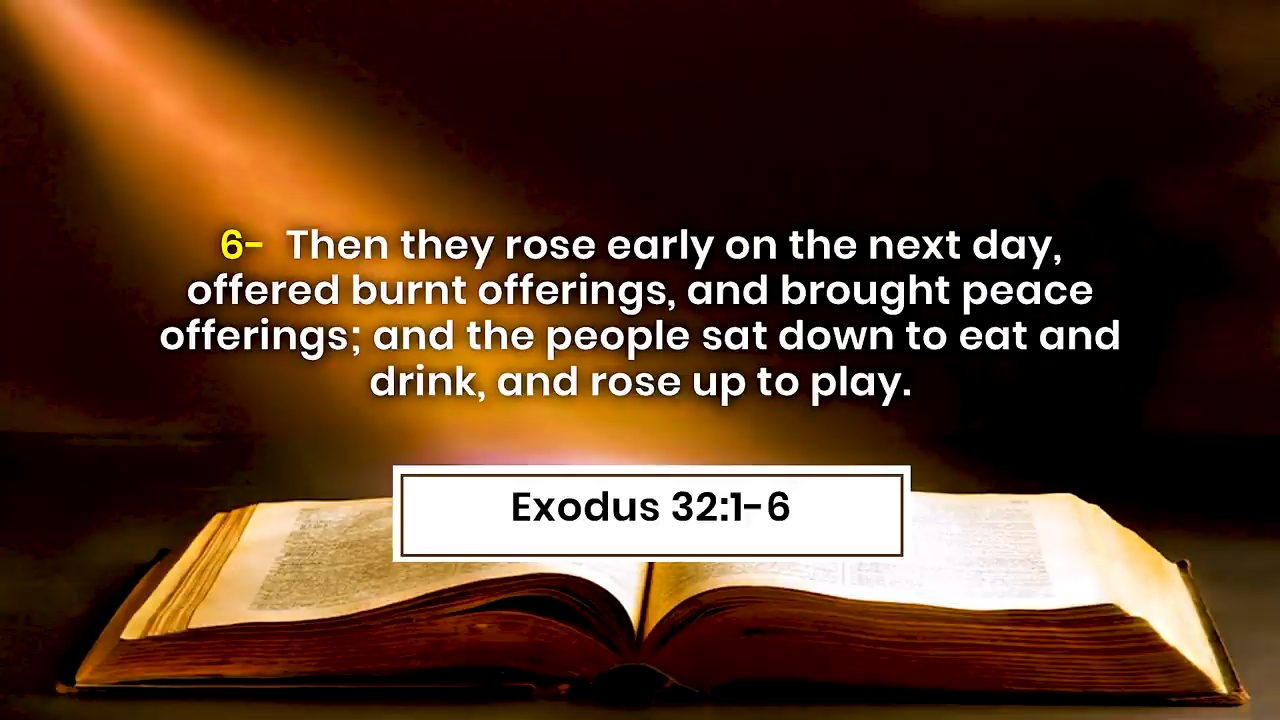 6- Then they rose early on the next day,
offered burnt offerings, and brought peace
offerings; and the people sat down to eat and
drink, and rose up to play.
Exodus 32:1-6